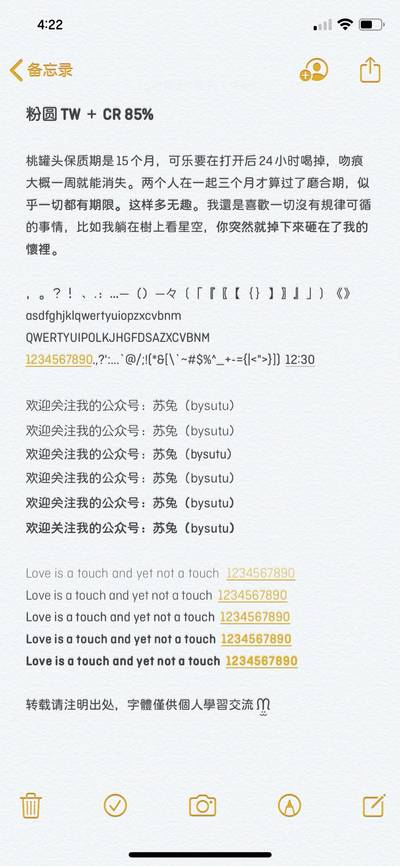 4:22
备忘录
粉圆 TW + CR 85%
桃罐头保质期是 15 个月，可乐要在打开后 24 小时喝掉，吻痕
大概一周就能消失。两个人在一起三个月才算过了磨合期，似
乎一切都有期限。这样多无趣。我還是喜歡一切沒有規律可循
的事情，比如我躺在樹上看星空，你突然就掉下來砸在了我的
懷裡。
，。？！、.：...—（）—々（「『〖【｛｝】〗』」）《》
asdfghjklqwertyuiopzxcvbnm
QWERTYUIPOLKJHGFDSAZXCVBNM
1234567890.,?':...`@/;!(*&[\`~#$%^_+-={|<">}]) 12:30
欢迎关注我的公众号：苏兔（bysutu）
欢迎关注我的公众号：苏兔（bysutu）
欢迎关注我的公众号：苏兔（bysutu）
欢迎关注我的公众号：苏兔（bysutu）
欢迎关注我的公众号：苏兔（bysutu）
欢迎关注我的公众号：苏兔（bysutu）
Love is a touch and yet not a touch 1234567890
Love is a touch and yet not a touch 1234567890
Love is a touch and yet not a touch 1234567890
Love is a touch and yet not a touch 1234567890
Love is a touch and yet not a touch 1234567890
转载请注明出处，字體僅供個人學習交流